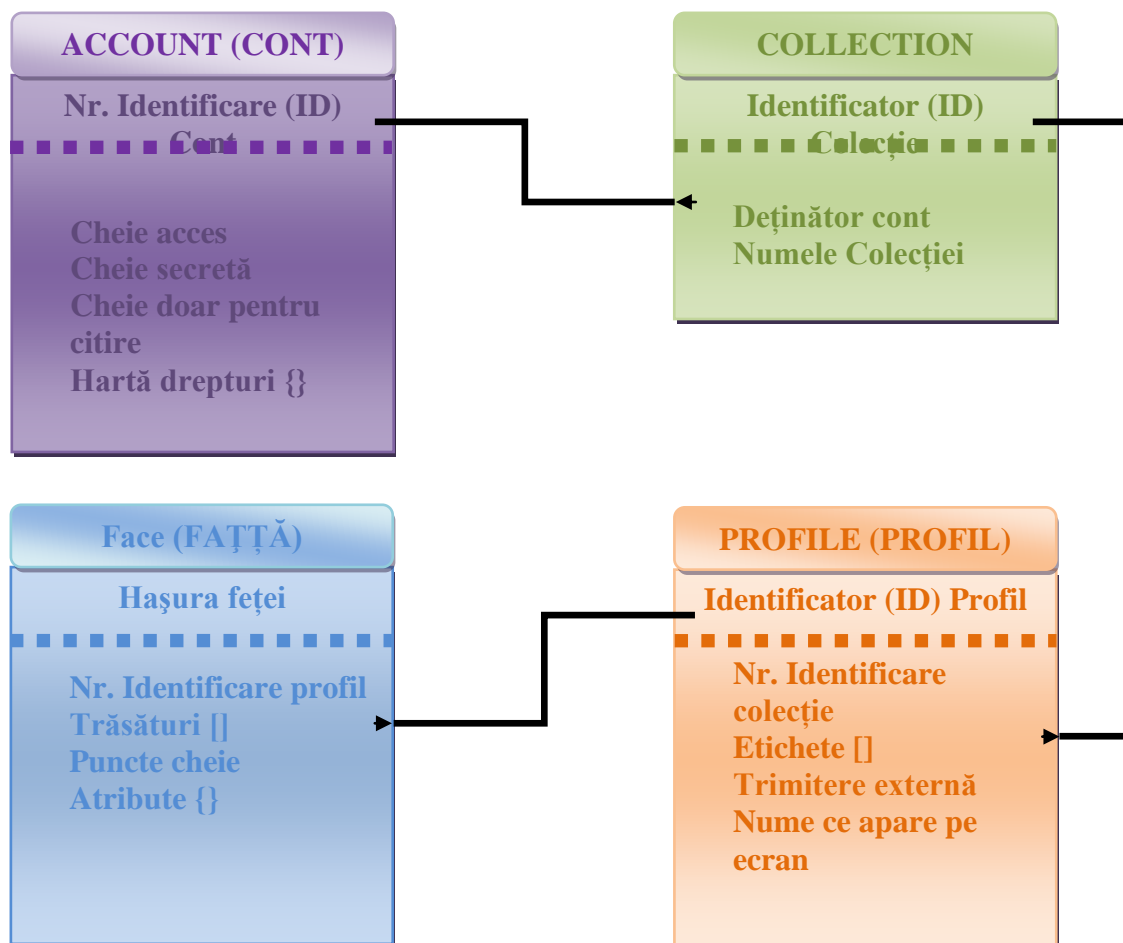 ACCOUNT (CONT)
Nr. Identificare (ID)
Cont
Cheie acces
Cheie secretă
Cheie doar pentru
citire
Hartă drepturi {}
COLLECTION
Identificator (ID)
Colecție
Deținător cont
Numele Colecției
Face (FAŢŢĂ)
Haşura feței
Nr. Identificare profil
Trăsături []
Puncte cheie
Atribute {}
PROFILE (PROFIL)
Identificator (ID) Profil
Nr. Identificare
colecție
Etichete []
Trimitere externă
Nume ce apare pe
ecran